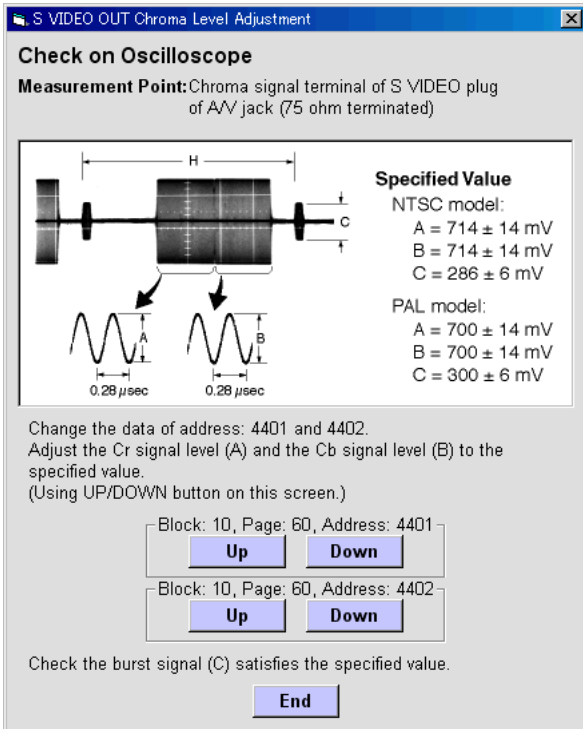 S VIDEO OUT Chroma Level Adjustment
Check on Oscilloscope
Measurement Point: Chroma signal terminal of S VIDEO plug
of A/V jack (75 ohm terminated)
H
C
A
B
0.28 μsec
0.28 μsec
Specified Value
NTSC model:
A = 714 ± 14 mV
B = 714 ± 14 mV
C = 286 ± 6 mV
PAL model:
A = 700 ± 14 mV
B = 700 ± 14 mV
C = 300 ± 6 mV
Change the data of address: 4401 and 4402.
Adjust the Cr signal level (A) and the Cb signal level (B) to the
specified value.
(Using UP/DOWN button on this screen.)
Block: 10, Page: 60, Address: 4401
Up Down
Block: 10, Page: 60, Address: 4402
Up Down
Check the burst signal (C) satisfies the specified value.
End